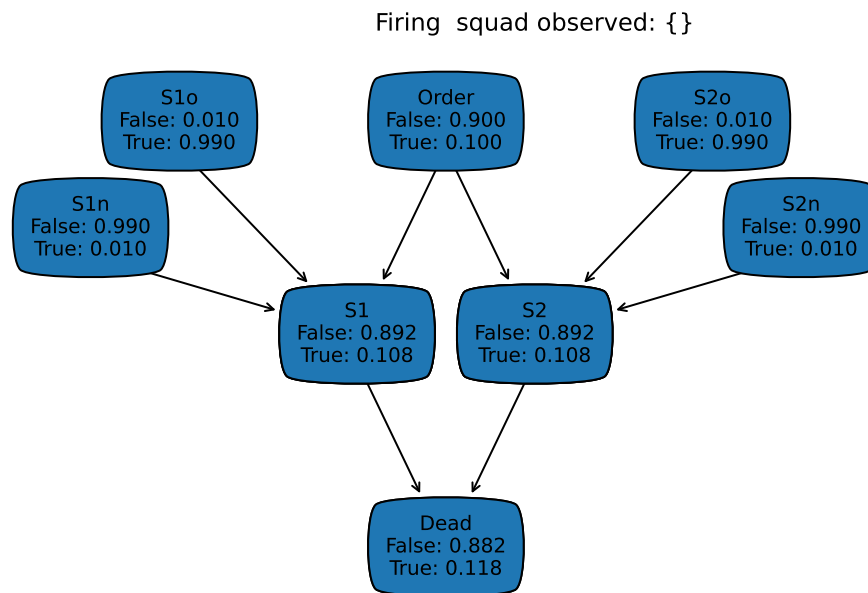 Firing  squad observed: {}
S1o
False: 0.010
True: 0.990
Order
False: 0.900
True: 0.100
S2o
False: 0.010
True: 0.990
S1n
False: 0.990
True: 0.010
S2n
False: 0.990
True: 0.010
S1
False: 0.892
True: 0.108
S2
False: 0.892
True: 0.108
Dead
False: 0.882
True: 0.118